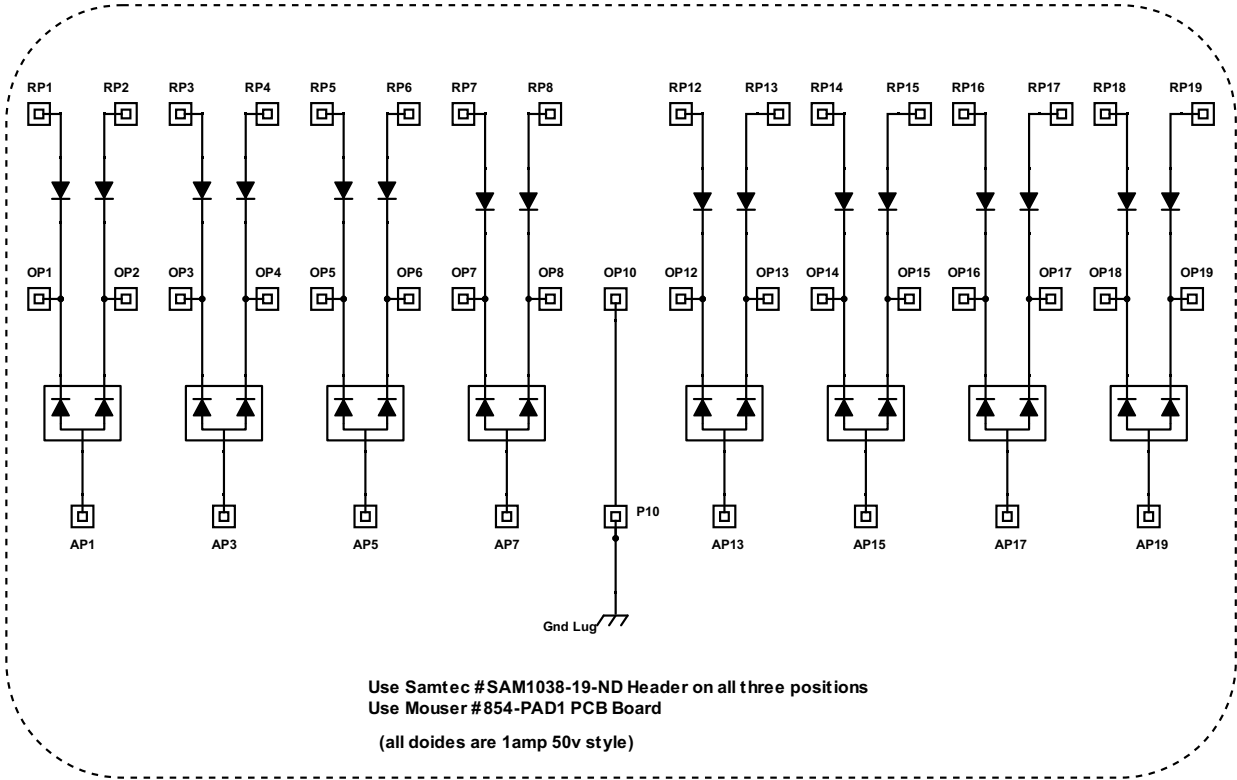 RP1 RP2 RP3 RP4 RP5 RP6 RP7 RP8 RP12 RP13 RP14 RP15 RP16 RP17 RP18 RP19
OP1 OP2 OP3 OP4 OP5 OP6 OP7 OP8 OP10 OP12 OP13 OP14 OP15 OP16 OP17 OP18 OP19
P10
AP1 AP3 AP5 AP7 AP13 AP15 AP17 AP19
Gnd Lug
Use Samtec #SAM1038-19-ND Header on all three positions
Use Mouser #854-PAD1 PCB Board
(all doides are 1amp 50v style)